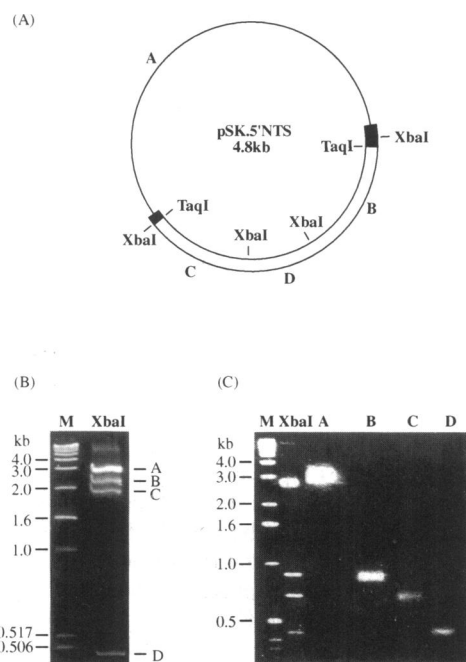 (A)
A
pSK.5'NTS
4.8kb
TaqI
XbaI
TaqI
XbaI
XbaI
XbaI
B
C
D
(B)
M XbaI
kb
4.0
3.0
2.0
1.6
1.0
0.517
0.506
A
B
C
D
(C)
M XbaI A B C D
kb
4.0
3.0
2.0
1.6
1.0
0.5